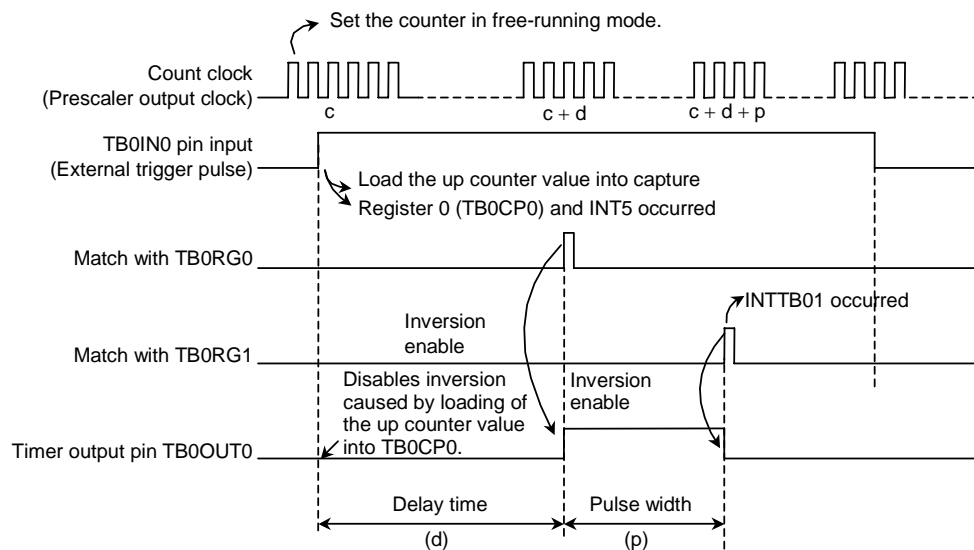 Set the counter in free-running mode.
Count clock
(Prescaler output clock)
c
c + d
c + d + p
TB0IN0 pin input
(External trigger pulse)
Load the up counter value into capture
Register 0 (TB0CP0) and INT5 occurred
Match with TB0RG0
INTTB01 occurred
Inversion
enable
Match with TB0RG1
Disables inversion
caused by loading of
the up counter value
into TB0CP0.
Inversion
enable
Timer output pin TB0OUT0
Delay time
(d)
Pulse width
(p)